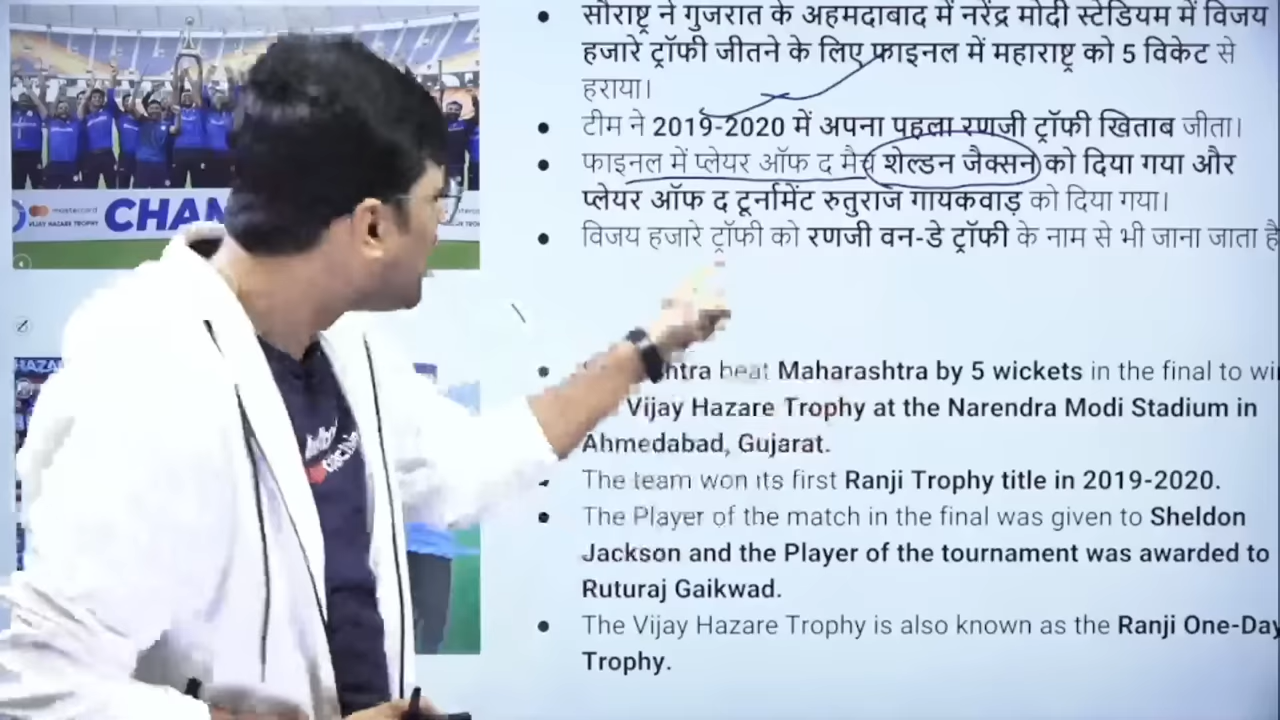 सौराष्ट्र ने गुजरात के अहमदाबाद में नरेंद्र मोदी स्टेडियम में विजय
हजारे ट्रॉफी जीतने के लिए फाइनल में महाराष्ट्र को 5 विकेट से
हराया।
टीम ने 2019-2020 में अपना पहला रणजी ट्रॉफी खिताब जीता।
फाइनल में प्लेयर ऑफ द मैच शेल्डन जैक्सन को दिया गया और
प्लेयर ऑफ द टूर्नामेंट रुतुराज गायकवाड़ को दिया गया।
विजय हजारे ट्रॉफी को रणजी वन-डे ट्रॉफी के नाम से भी जाना जाता है
mastercard
VIJAY HAZARE TROPHY
CHAM
beat Maharashtra by 5 wickets in the final to
Vijay Hazare Trophy at the Narendra Modi Stadium in
Ahmedabad, Gujarat.
The team won its first Ranji Trophy title in 2019-2020.
The Player of the match in the final was given to Sheldon
Jackson and the Player of the tournament was awarded to
Ruturaj Gaikwad.
The Vijay Hazare Trophy is also known as the Ranji One-Day
Trophy.